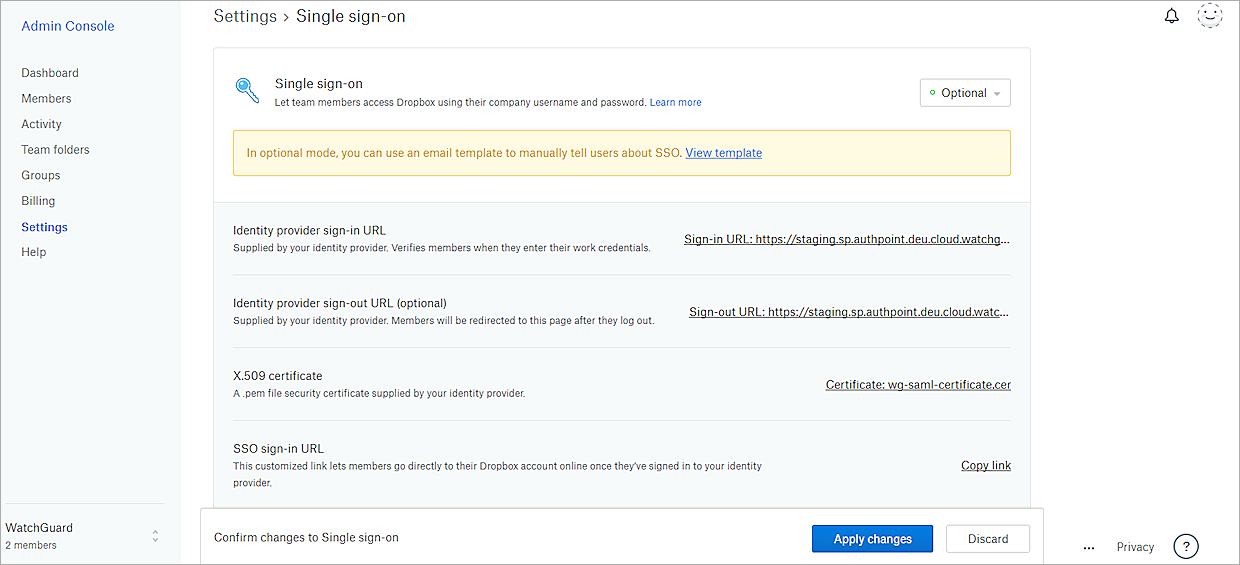 Admin Console
Dashboard
Members
Activity
Team folders
Groups
Billing
Settings
Help
WatchGuard
2 members
Settings › Single sign-on
Single sign-on
Let team members access Dropbox using their company username and password. Learn more
Optional
In optional mode, you can use an email template to manually tell users about SSO. View template
Identity provider sign-in URL
Supplied by your identity provider. Verifies members when they enter their work credentials.
Sign-in URL: https://staging.sp.authpoint.deu.cloud.watchg...
Identity provider sign-out URL (optional)
Supplied by your identity provider. Members will be redirected to this page after they log out.
Sign-out URL: https://staging.sp.authpoint.deu.cloud.watc...
X.509 certificate
A .pem file security certificate supplied by your identity provider.
Certificate: wg-saml-certificate.cer
SSO sign-in URL
This customized link lets members go directly to their Dropbox account online once they've signed in to your identity
provider.
Copy link
Confirm changes to Single sign-on
Apply changes
Discard
... Privacy ?